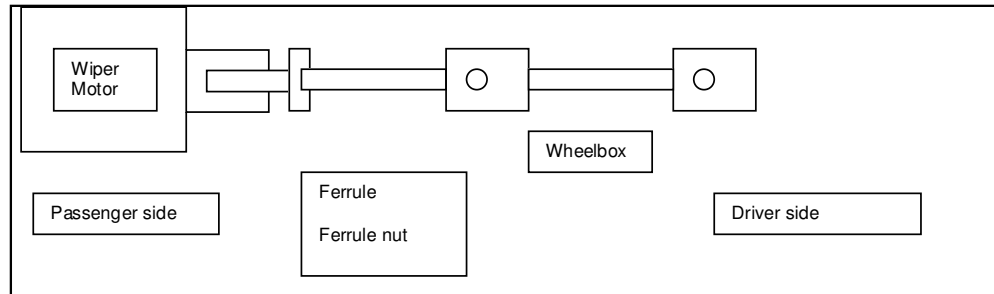 Wiper
Motor
Wheelbox
Passenger side
Ferrule
Ferrule nut
Driver side